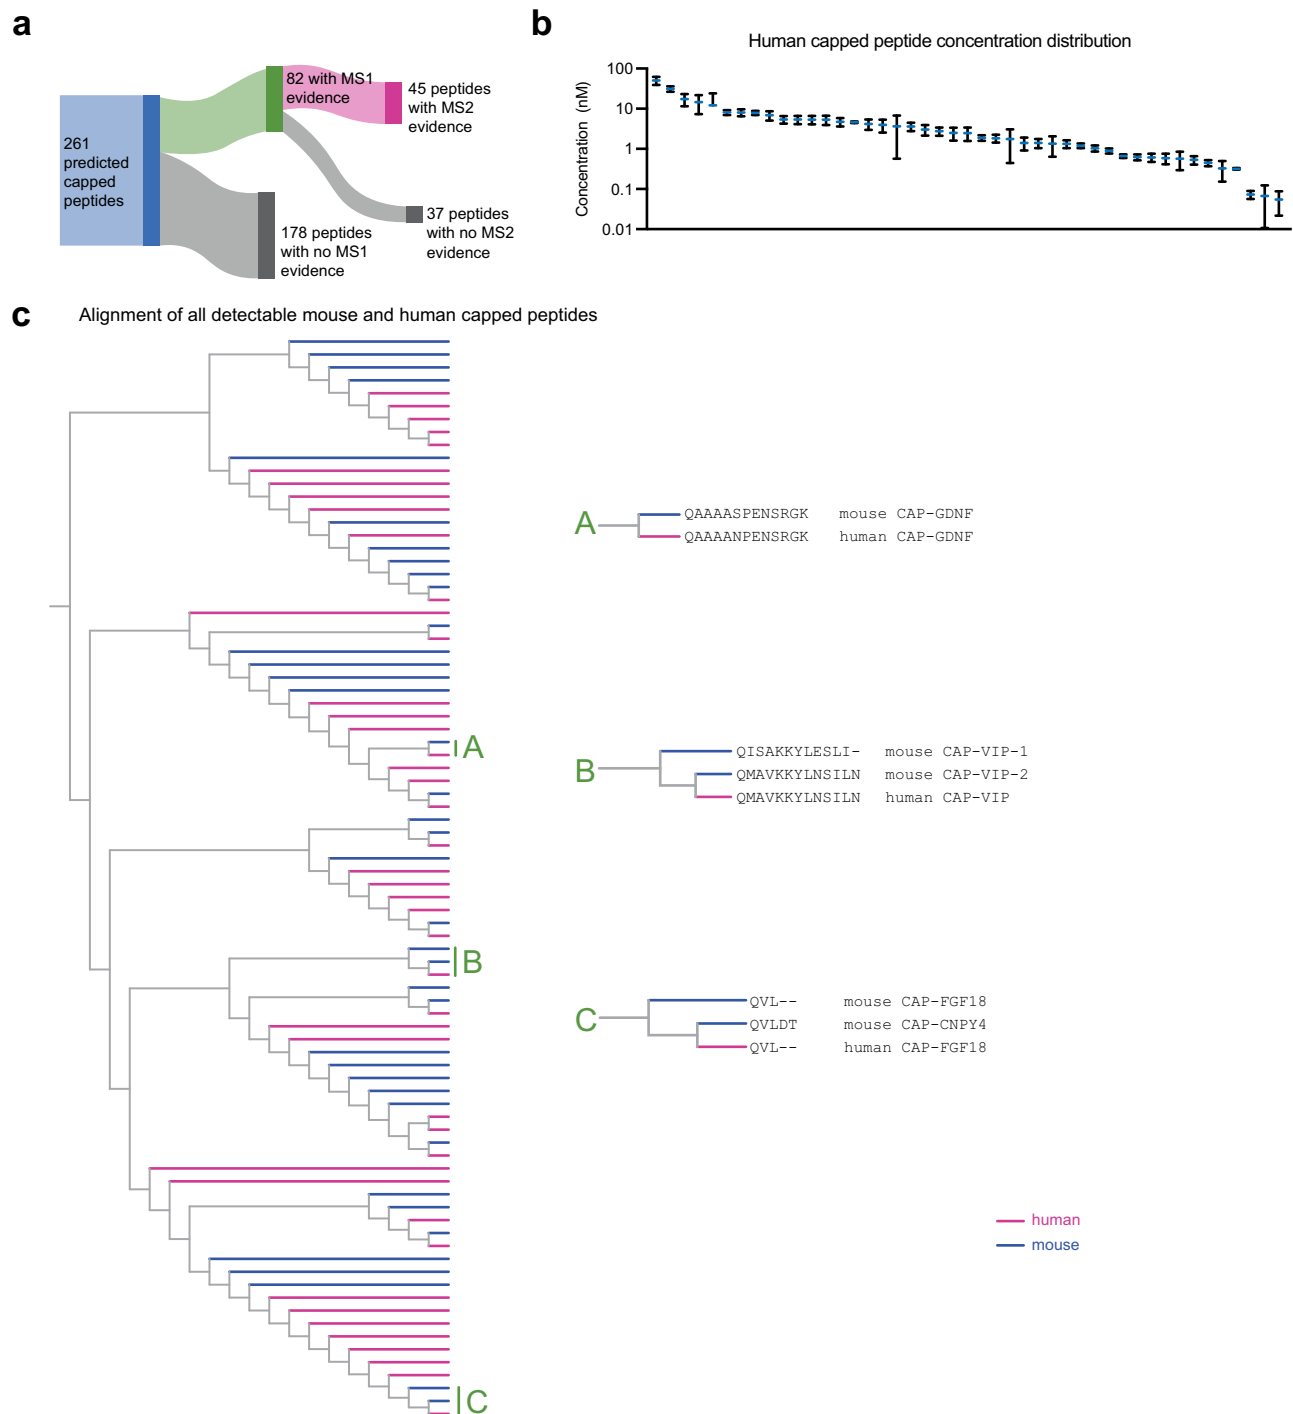 a
261
predicted
capped
peptides
82 with MS1
evidence
45 peptides
with MS2
evidence
178 peptides
with no MS1
evidence
37 peptides
with no MS2
evidence
b
Human capped peptide concentration distribution
Concentration (nM)
100
10
1
0.1
0.01
c
Alignment of all detectable mouse and human capped peptides
A
B
C
A
QAAAASPENSRGK mouse CAP-GDNF
QAAAANPENSRGK human CAP-GDNF
B
QISAKKYLESLI- mouse CAP-VIP-1
QMAVKKYLNSILN mouse CAP-VIP-2
QMAVKKYLNSILN human CAP-VIP
C
QVL-- mouse CAP-FGF18
QVLDT mouse CAP-CNPY4
QVL-- human CAP-FGF18
human
mouse